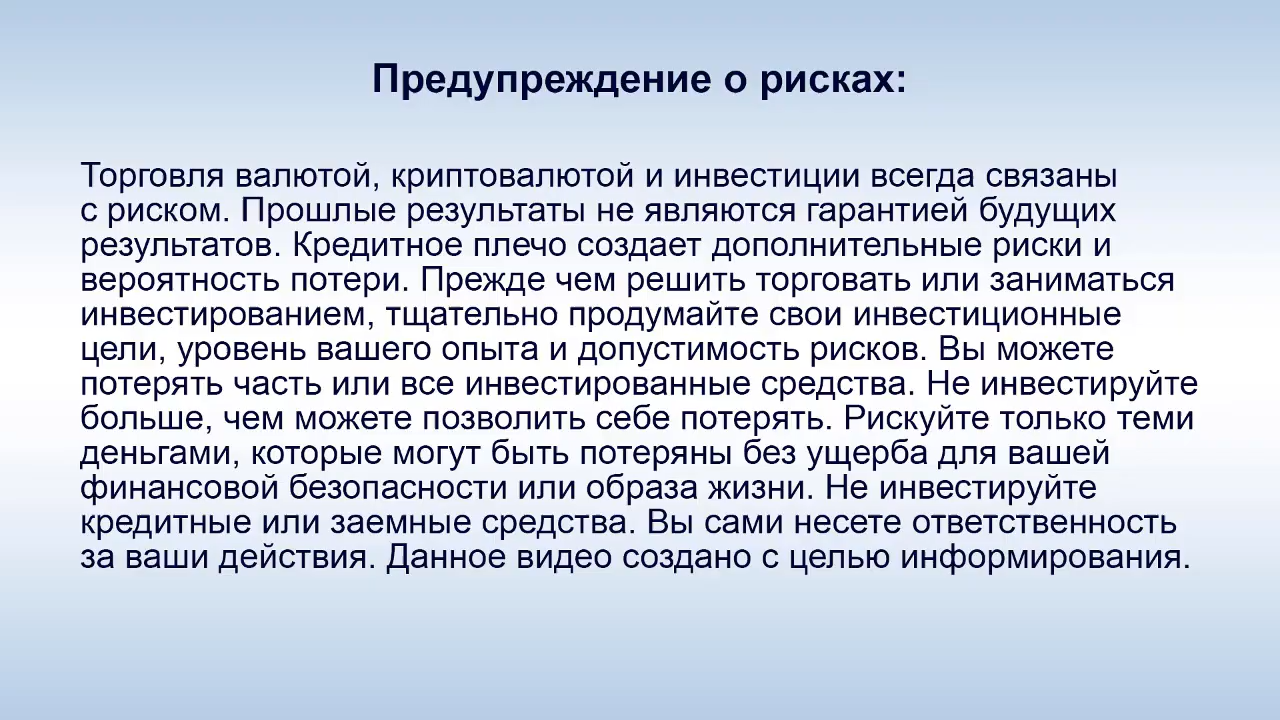 Предупреждение о рисках:
Торговля валютой, криптовалютой и инвестиции всегда связаны
с риском. Прошлые результаты не являются гарантией будущих
результатов. Кредитное плечо создает дополнительные риски и
вероятность потери. Прежде чем решить торговать или заниматься
инвестированием, тщательно продумайте свои инвестиционные
цели, уровень вашего опыта и допустимость рисков. Вы можете
потерять часть или все инвестированные средства. Не инвестируйте
больше, чем можете позволить себе потерять. Рискуйте только теми
деньгами, которые могут быть потеряны без ущерба для вашей
финансовой безопасности или образа жизни. Не инвестируйте
кредитные или заемные средства. Вы сами несете ответственность
за ваши действия. Данное видео создано с целью информирования.